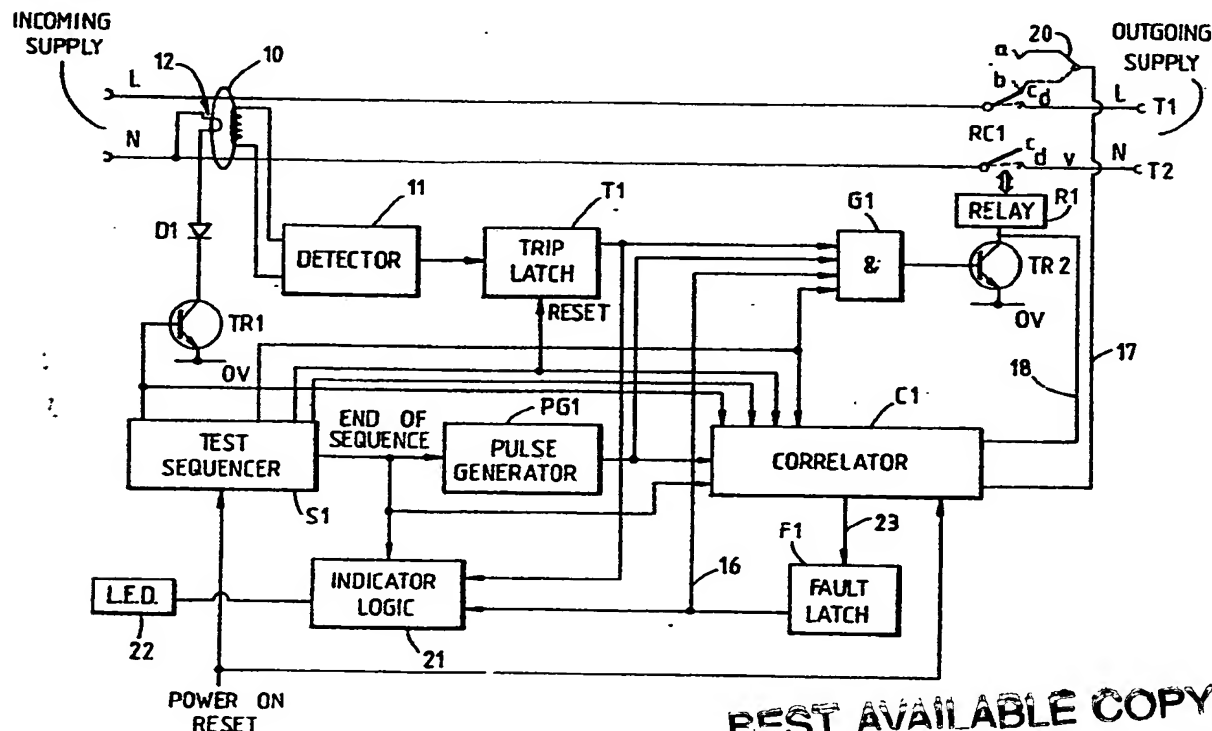 INCOMING
SUPPLY
12
10
L
N
20
a
b
c
d
OUTGOING
SUPPLY
L
T1
RC1
c
d
v
N
T2
RELAY
R1
D1
11
DETECTOR
T1
TRIP
LATCH
RESET
G1
&
TR2
0V
TR1
0V
18
17
END OF
SEQUENCE
PG1
C1
TEST
SEQUENCER
S1
PULSE
GENERATOR
CORRELATOR
23
F1
16
L.E.D.
22
INDICATOR
LOGIC
21
FAULT
LATCH
POWER ON
RESET
BEST AVAILABLE COPY